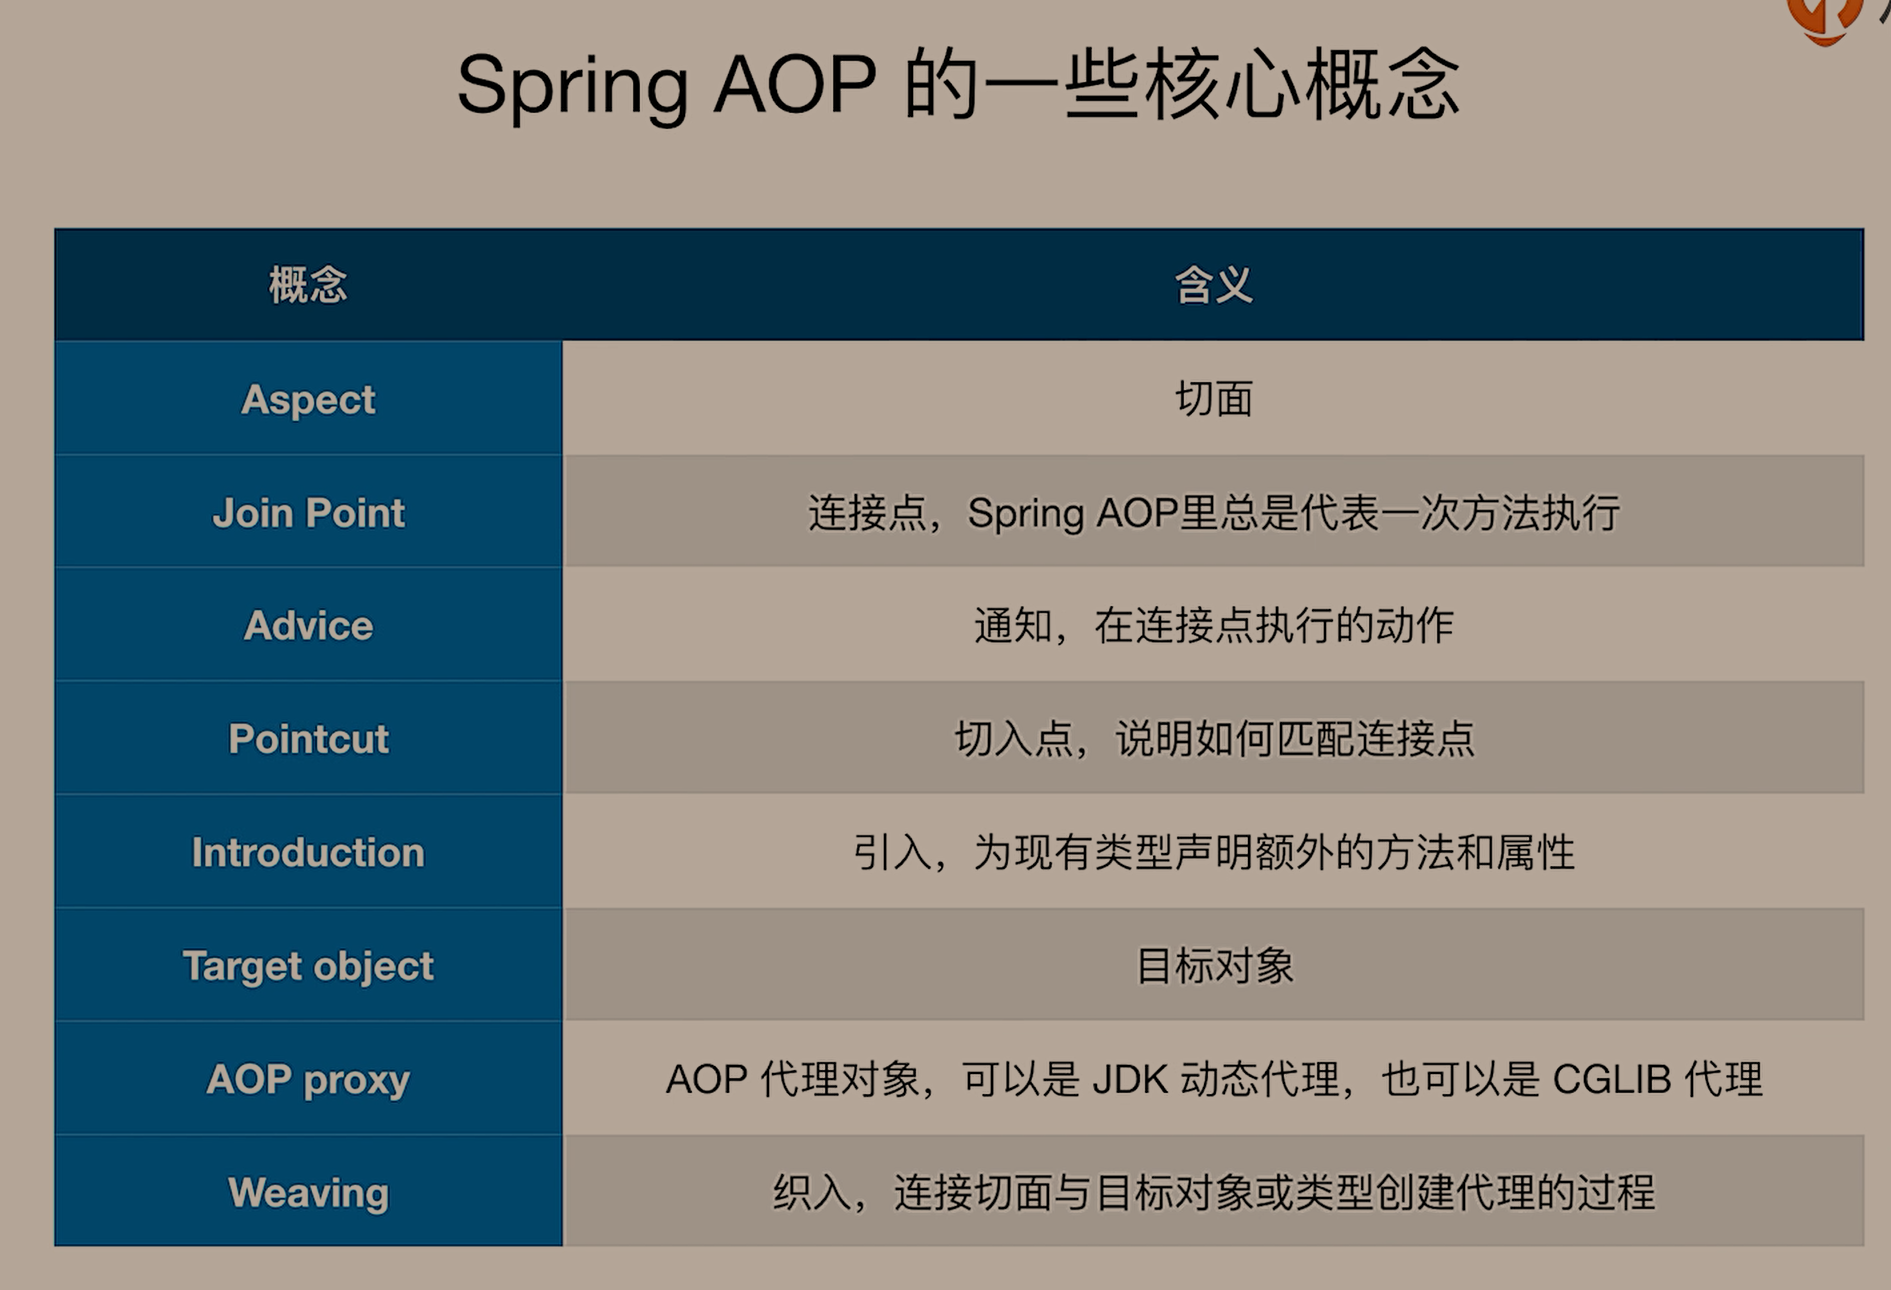 Spring AOP 的一些核心概念
概念 含义
Aspect 切面
Join Point 连接点，Spring AOP里总是代表一次方法执行
Advice 通知，在连接点执行的动作
Pointcut 切入点，说明如何匹配连接点
Introduction 引入，为现有类型声明额外的方法和属性
Target object 目标对象
AOP proxy AOP 代理对象，可以是 JDK 动态代理，也可以是 CGLIB 代理
Weaving 织入，连接切面与目标对象或类型创建代理的过程